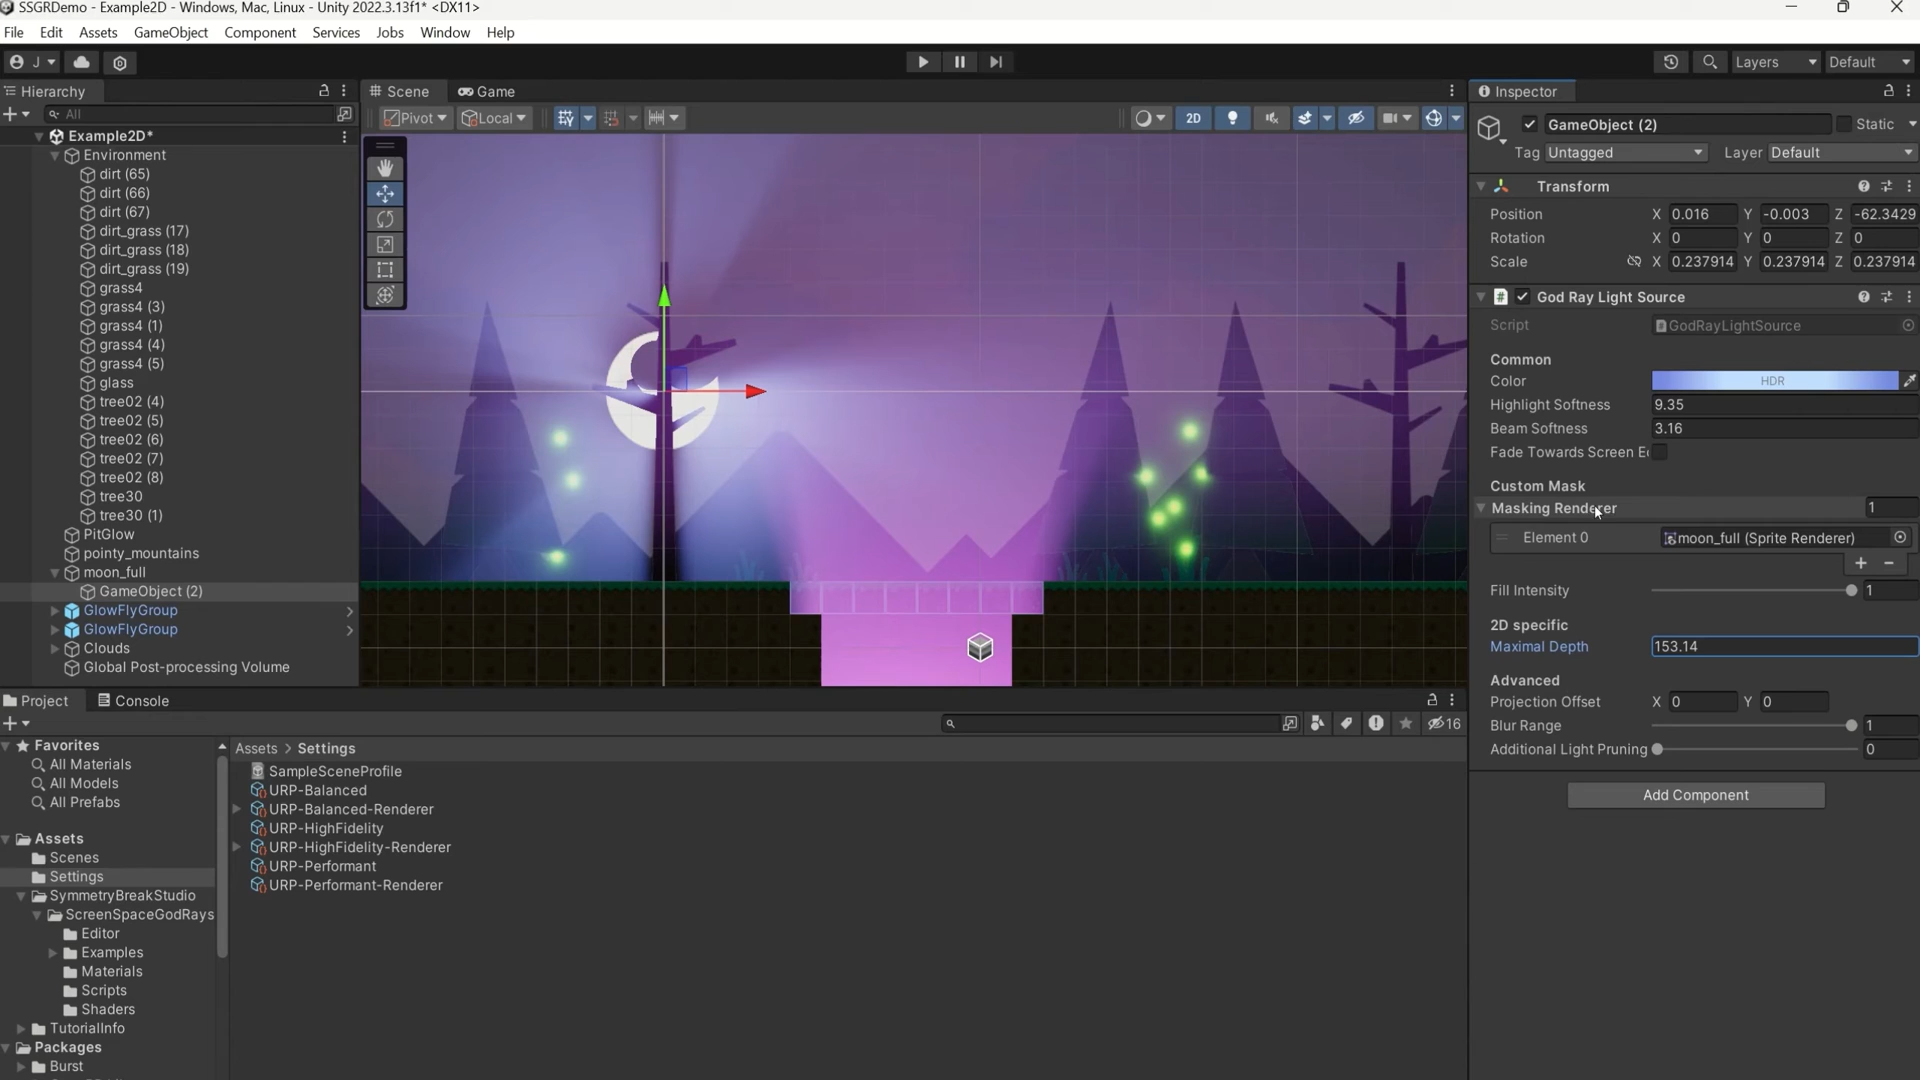 SSGRDemo - Example2D - Windows, Mac, Linux - Unity 2022.3.13f1* <DX11>
File Edit Assets GameObject Component Services Jobs Window Help
J Layers Default
Hierarchy
All
Example2D*
Environment
dirt (65)
dirt (66)
dirt (67)
dirt_grass (17)
dirt_grass (18)
dirt_grass (19)
grass4
grass4 (3)
grass4 (1)
grass4 (4)
grass4 (5)
glass
tree02 (4)
tree02 (5)
tree02 (6)
tree02 (7)
tree02 (8)
tree30
tree30 (1)
PitGlow
pointy_mountains
moon_full
GameObject (2)
GlowFlyGroup
GlowFlyGroup
Clouds
Global Post-processing Volume
Scene Game
Pivot Local 2D
Inspector
GameObject (2) Static
Tag Untagged Layer Default
Transform
Position X 0.016 Y -0.003 Z -62.3429
Rotation X 0 Y 0 Z 0
Scale X 0.237914 Y 0.237914 Z 0.237914
God Ray Light Source
Script GodRayLightSource
Common
Color HDR
Highlight Softness 9.35
Beam Softness 3.16
Fade Towards Screen E
Custom Mask
Masking Renderer 1
Element 0 moon_full (Sprite Renderer)
Fill Intensity 1
2D specific
Maximal Depth 153.14
Advanced
Projection Offset X 0 Y 0
Blur Range 1
Additional Light Pruning 0
Add Component
Project Console
16
Favorites
All Materials
All Models
All Prefabs
Assets
Scenes
Settings
SymmetryBreakStudio
ScreenSpaceGodRays
Editor
Examples
Materials
Scripts
Shaders
TutorialInfo
Packages
Burst
Assets > Settings
SampleSceneProfile
URP-Balanced
URP-Balanced-Renderer
URP-HighFidelity
URP-HighFidelity-Renderer
URP-Performant
URP-Performant-Renderer